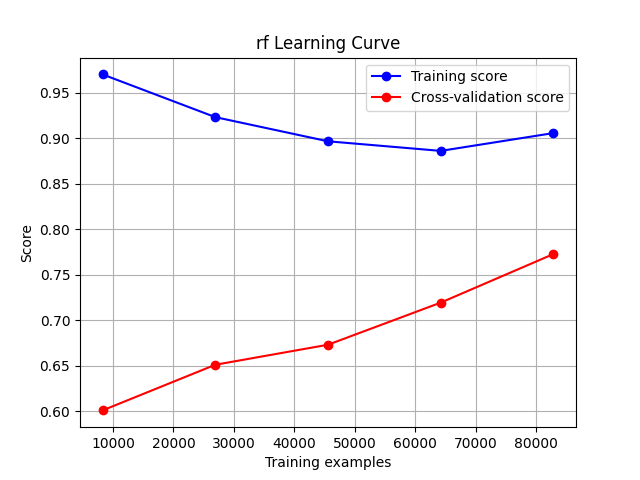 rf Learning Curve
Training score
Cross-validation score
Score
0.95
0.90
0.85
0.80
0.75
0.70
0.65
0.60
10000 20000 30000 40000 50000 60000 70000 80000
Training examples